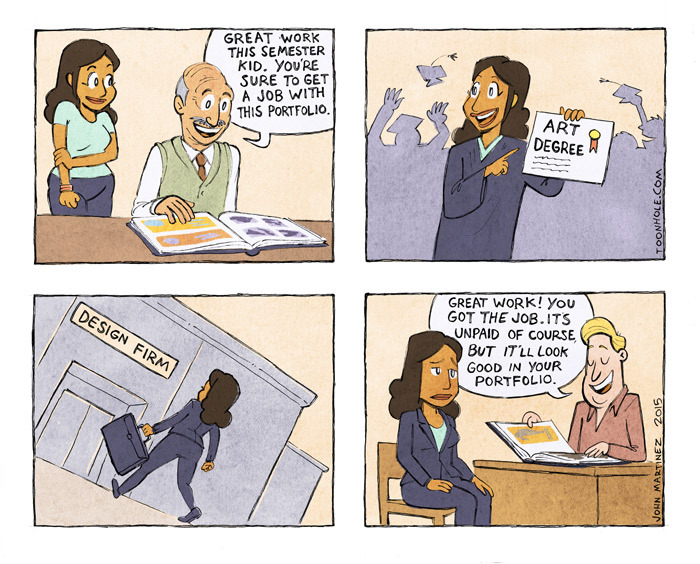 GREAT WORK
THIS SEMESTER
KID. YOU'RE
SURE TO GET
A JOB WITH
THIS PORTFOLIO.
ART
DEGREE
TOONHOLE.COM
DESIGN FIRM
GREAT WORK! YOU
GOT THE JOB. ITS
UNPAID OF COURSE,
BUT IT'LL LOOK
GOOD IN YOUR
PORTFOLIO.
JOHN MARTINEZ 2015